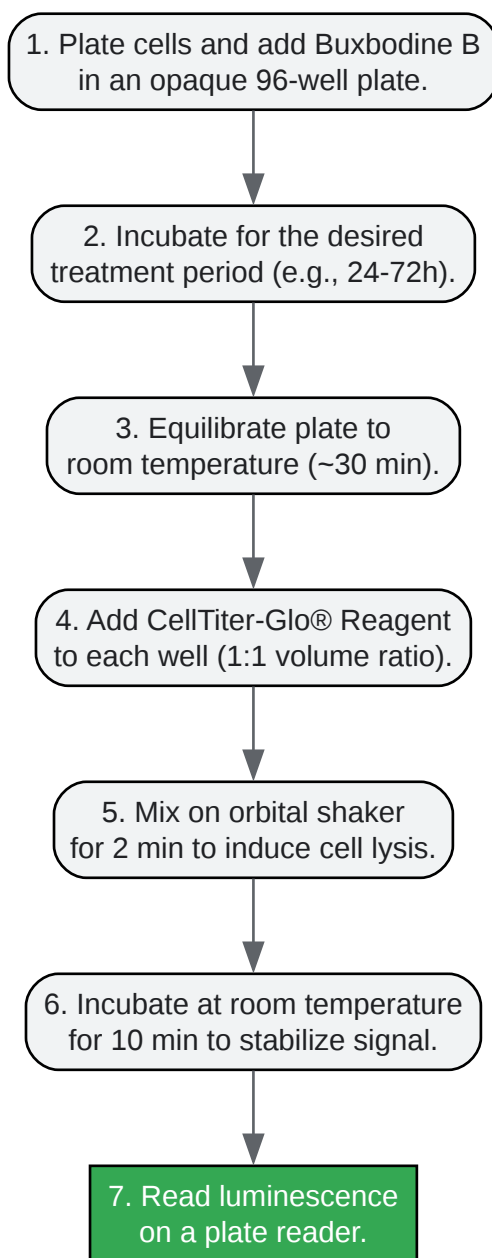 1. Plate cells and add Buxbodine B
in an opaque 96-well plate.
2. Incubate for the desired
treatment period (e.g., 24-72h).
3. Equilibrate plate to
room temperature (~30 min).
4. Add CellTiter-Glo® Reagent
to each well (1:1 volume ratio).
5. Mix on orbital shaker
for 2 min to induce cell lysis.
6. Incubate at room temperature
for 10 min to stabilize signal.
7. Read luminescence
on a plate reader.